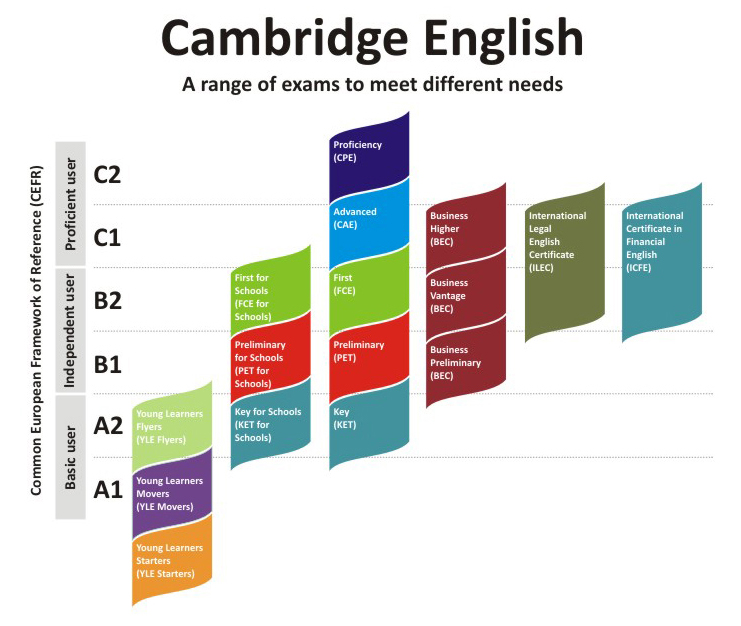 Cambridge English
A range of exams to meet different needs
Common European Framework of Reference (CEFR)
Proficient user
Independent user
Basic user
C2
C1
B2
B1
A2
A1
Young Learners
Flyers
(YLE Flyers)
Young Learners
Movers
(YLE Movers)
Young Learners
Starters
(YLE Starters)
First for
Schools
(FCE for
Schools)
Preliminary
for Schools
(PET for
Schools)
Key for Schools
(KET for
Schools)
Proficiency
(CPE)
Advanced
(CAE)
First
(FCE)
Preliminary
(PET)
Key
(KET)
Business
Higher
(BEC)
Business
Vantage
(BEC)
Business
Preliminary
(BEC)
International
Legal
English
Certificate
(ILEC)
International
Certificate in
Financial
English
(ICFE)